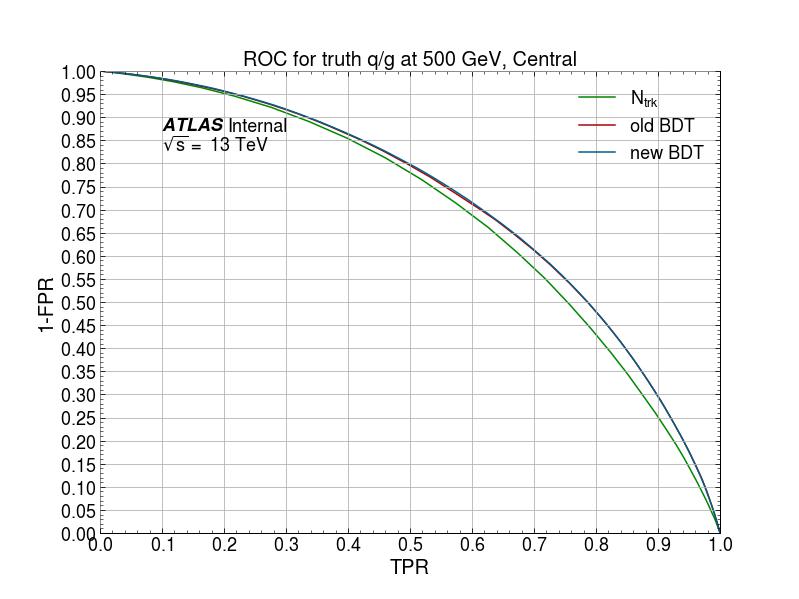 ROC for truth q/g at 500 GeV, Central
1.00
0.95
0.90
0.85
0.80
0.75
0.70
0.65
0.60
0.55
0.50
0.45
0.40
0.35
0.30
0.25
0.20
0.15
0.10
0.05
0.00
1-FPR
ATLAS Internal
√s = 13 TeV
N_trk
old BDT
new BDT
0.0 0.1 0.2 0.3 0.4 0.5 0.6 0.7 0.8 0.9 1.0
TPR